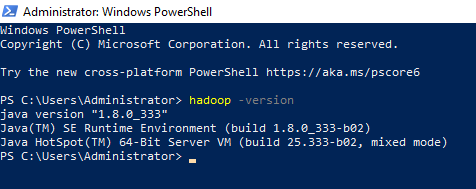 Administrator: Windows PowerShell
Windows PowerShell
Copyright (C) Microsoft Corporation. All rights reserved.
Try the new cross-platform PowerShell https://aka.ms/pscore6
PS C:\Users\Administrator> hadoop -version
java version "1.8.0_333"
Java(TM) SE Runtime Environment (build 1.8.0_333-b02)
Java HotSpot(TM) 64-Bit Server VM (build 25.333-b02, mixed mode)
PS C:\Users\Administrator>